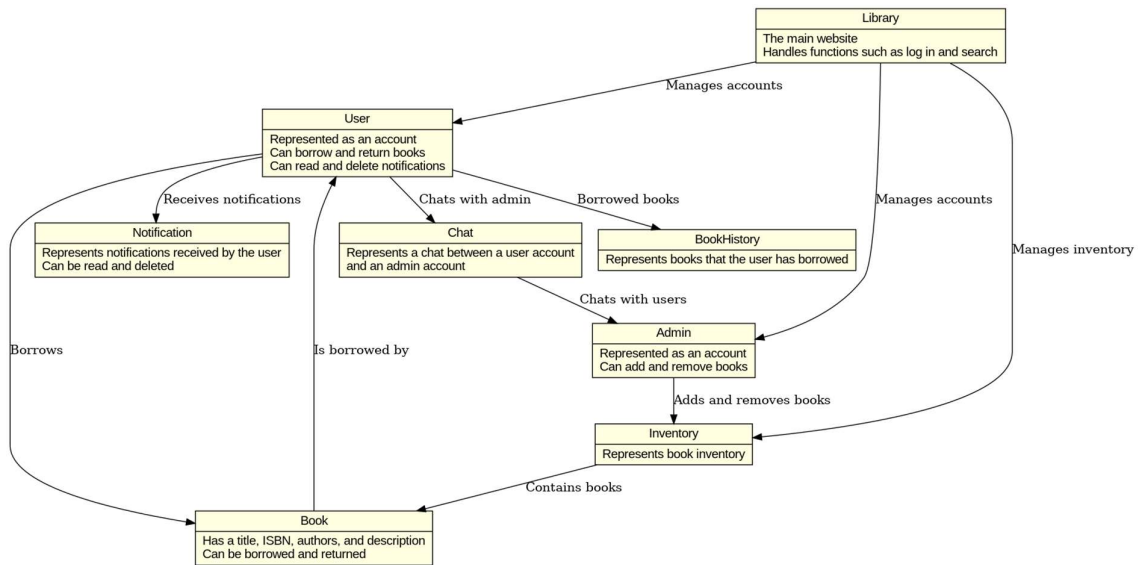 Library
The main website
Handles functions such as log in and search
Manages accounts
User
Represented as an account
Can borrow and return books
Can read and delete notifications
Receives notifications
Chats with admin
Borrowed books
Manages accounts
Notification
Represents notifications received by the user
Can be read and deleted
Chat
Represents a chat between a user account
and an admin account
BookHistory
Represents books that the user has borrowed
Manages inventory
Chats with users
Admin
Represented as an account
Can add and remove books
Borrows
Is borrowed by
Adds and removes books
Inventory
Represents book inventory
Contains books
Book
Has a title, ISBN, authors, and description
Can be borrowed and returned